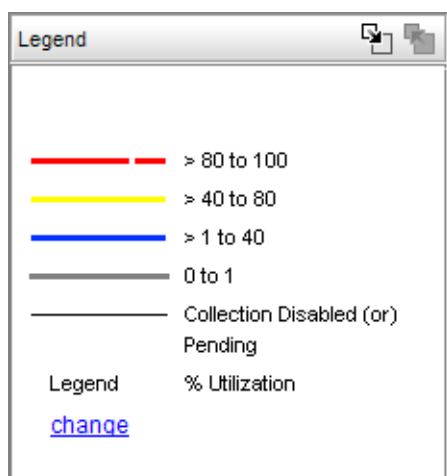 Legend
> 80 to 100
> 40 to 80
> 1 to 40
0 to 1
Collection Disabled (or)
Pending
Legend % Utilization
change